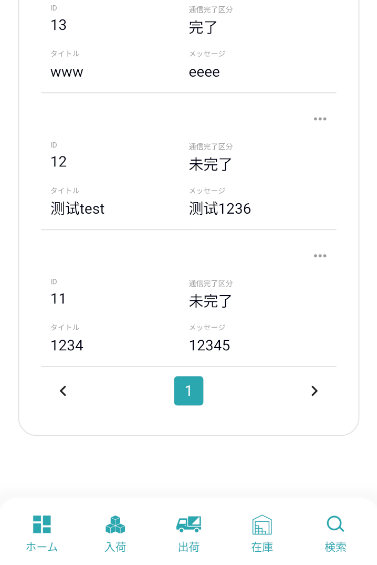 ID 通信完了区分
13 完了
タイトル メッセージ
www eeee
ID 通信完了区分
12 未完了
タイトル メッセージ
测试test 测试1236
ID 通信完了区分
11 未完了
タイトル メッセージ
1234 12345
1
ホーム 入荷 出荷 在庫 検索